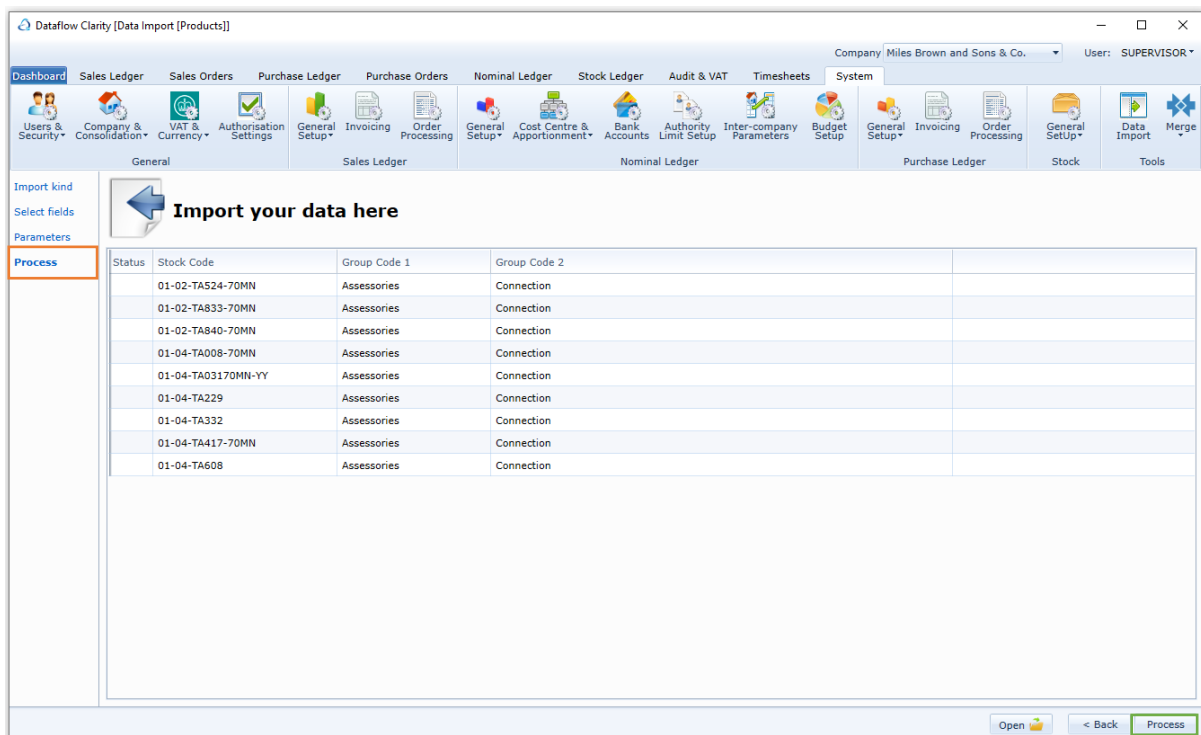 Dataflow Clarity [Data Import [Products]]
Company Miles Brown and Sons & Co. User: SUPERVISOR
Dashboard Sales Ledger Sales Orders Purchase Ledger Purchase Orders Nominal Ledger Stock Ledger Audit & VAT Timesheets System
Users & Company & VAT & Authorisation General Invoicing Order General Cost Centre & Bank Authority Inter-company Budget General Invoicing Order General Data Merge
Security Consolidation Currency Settings Setup Processing Setup Apportionment Accounts Limit Setup Parameters Setup Setup Processing SetUp Import
General Sales Ledger Nominal Ledger Purchase Ledger Stock Tools
Import kind
Select fields
Parameters
Process
Import your data here
Status Stock Code Group Code 1 Group Code 2
01-02-TA524-70MN Assessories Connection
01-02-TA833-70MN Assessories Connection
01-02-TA840-70MN Assessories Connection
01-04-TA008-70MN Assessories Connection
01-04-TA03170MN-YY Assessories Connection
01-04-TA229 Assessories Connection
01-04-TA332 Assessories Connection
01-04-TA417-70MN Assessories Connection
01-04-TA608 Assessories Connection
Open < Back Process